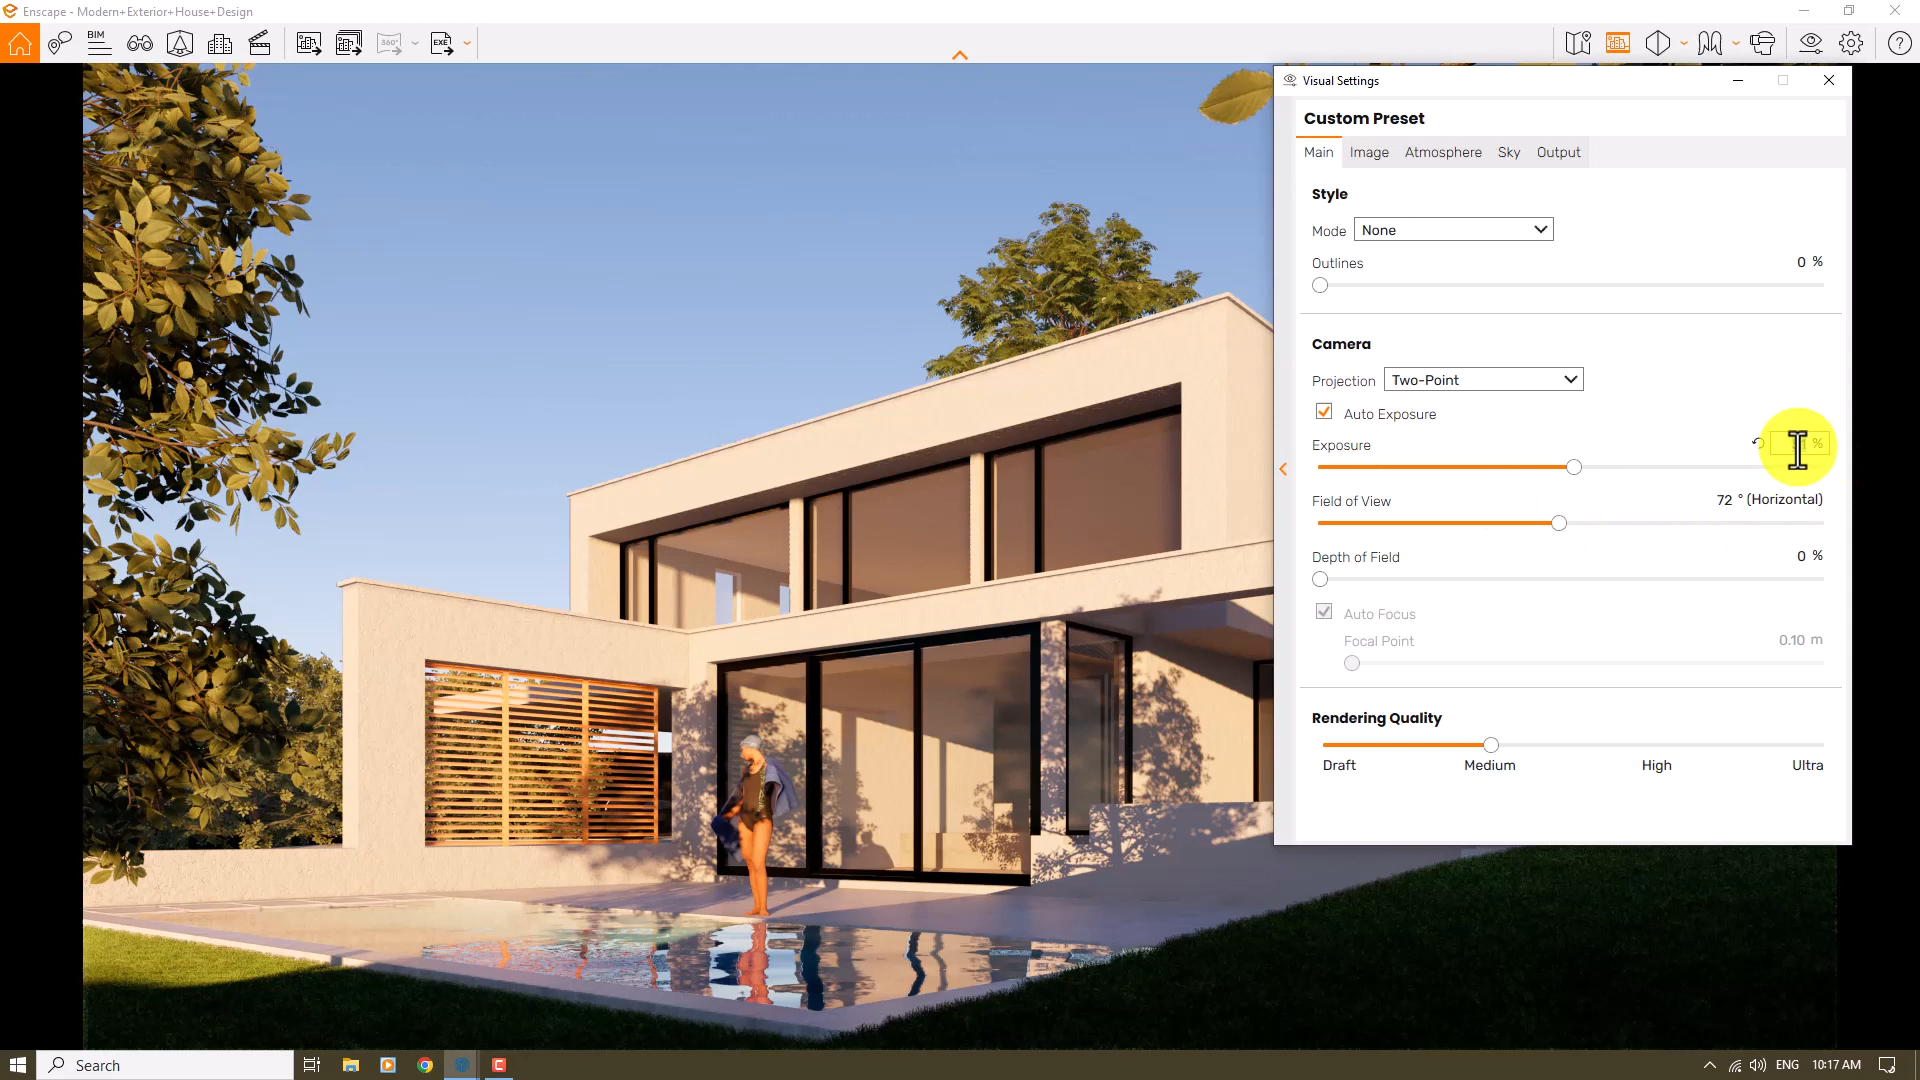 Enscape - Modern+Exterior+House+Design
BIM
360°
EXE
?
Visual Settings
Custom Preset
Main Image Atmosphere Sky Output
Style
Mode None
Outlines 0 %
Camera
Projection Two-Point
Auto Exposure
Exposure %
Field of View 72 ° (Horizontal)
Depth of Field 0 %
Auto Focus
Focal Point 0.10 m
Rendering Quality
Draft Medium High Ultra
Search
ENG 10:17 AM